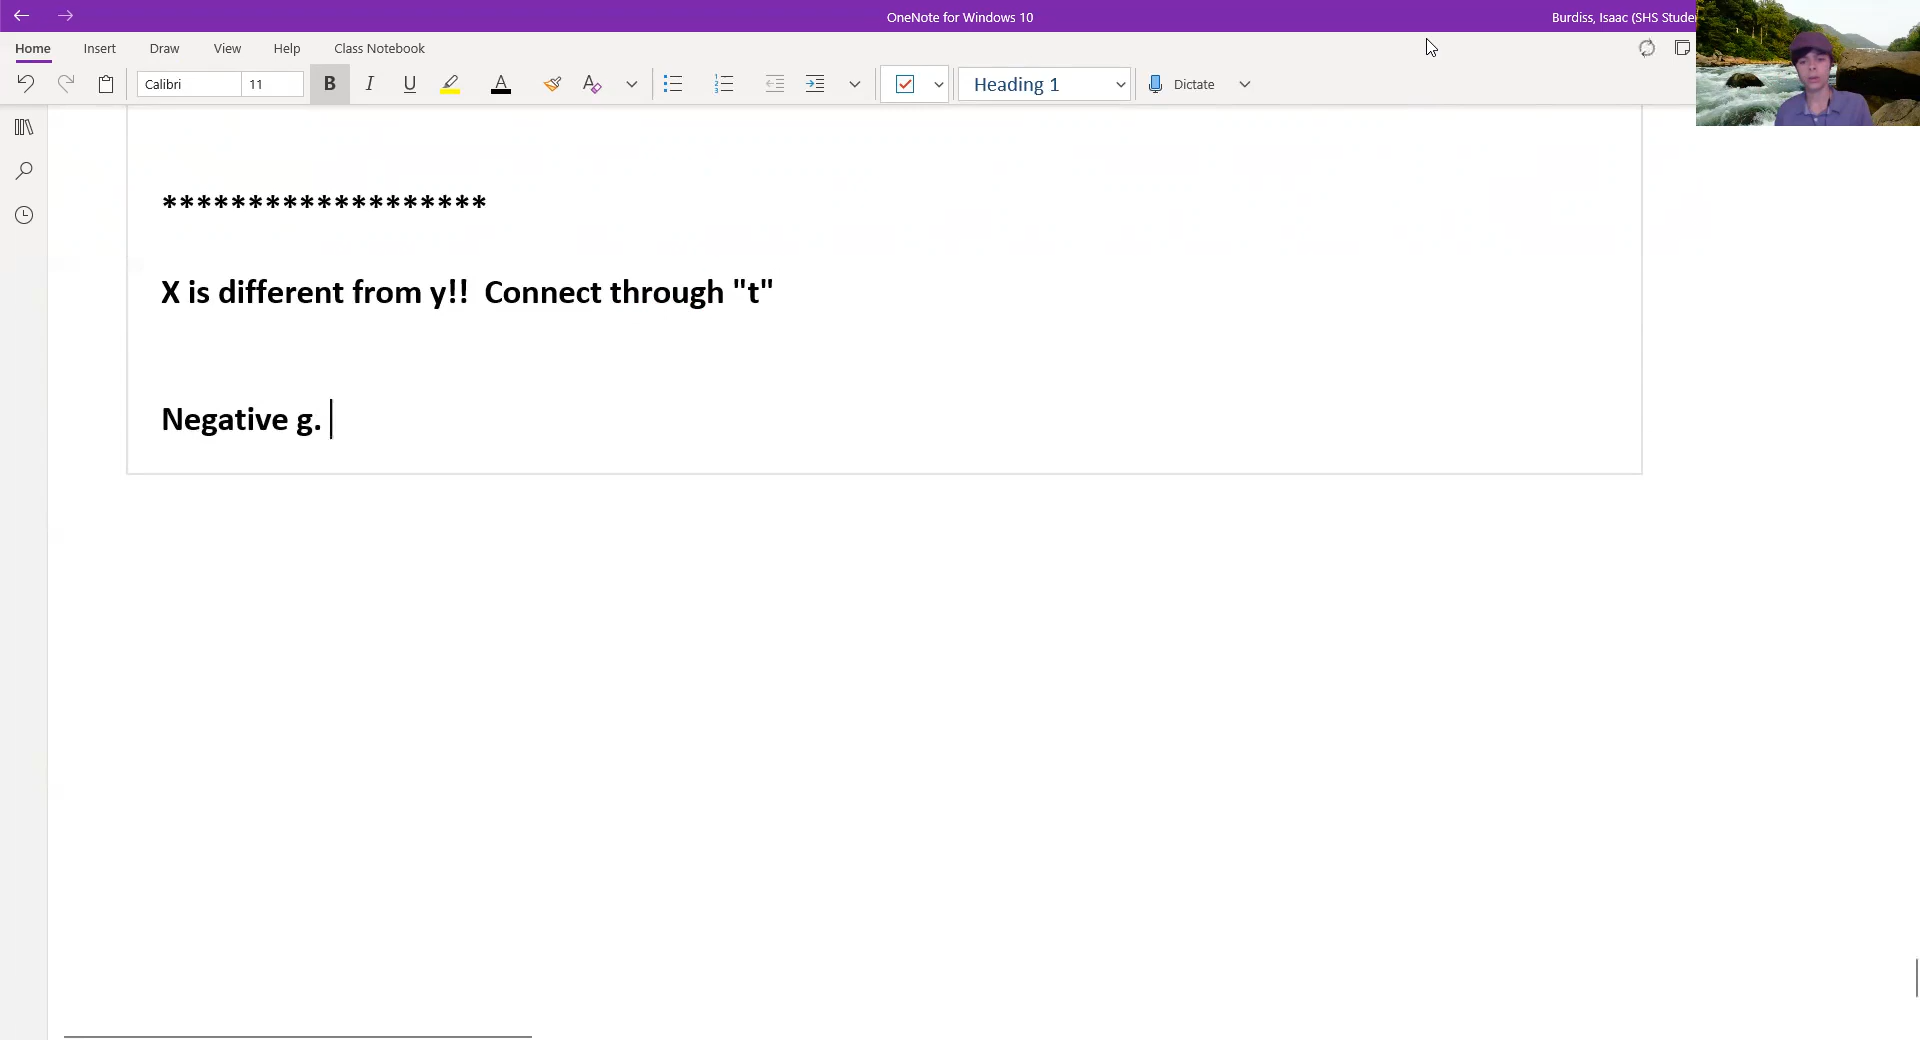 OneNote for Windows 10
Burdiss, Isaac (SHS Stude
Home Insert Draw View Help Class Notebook
Calibri 11 B I U A A Heading 1 Dictate
*******************
X is different from y!!  Connect through "t"
Negative g.